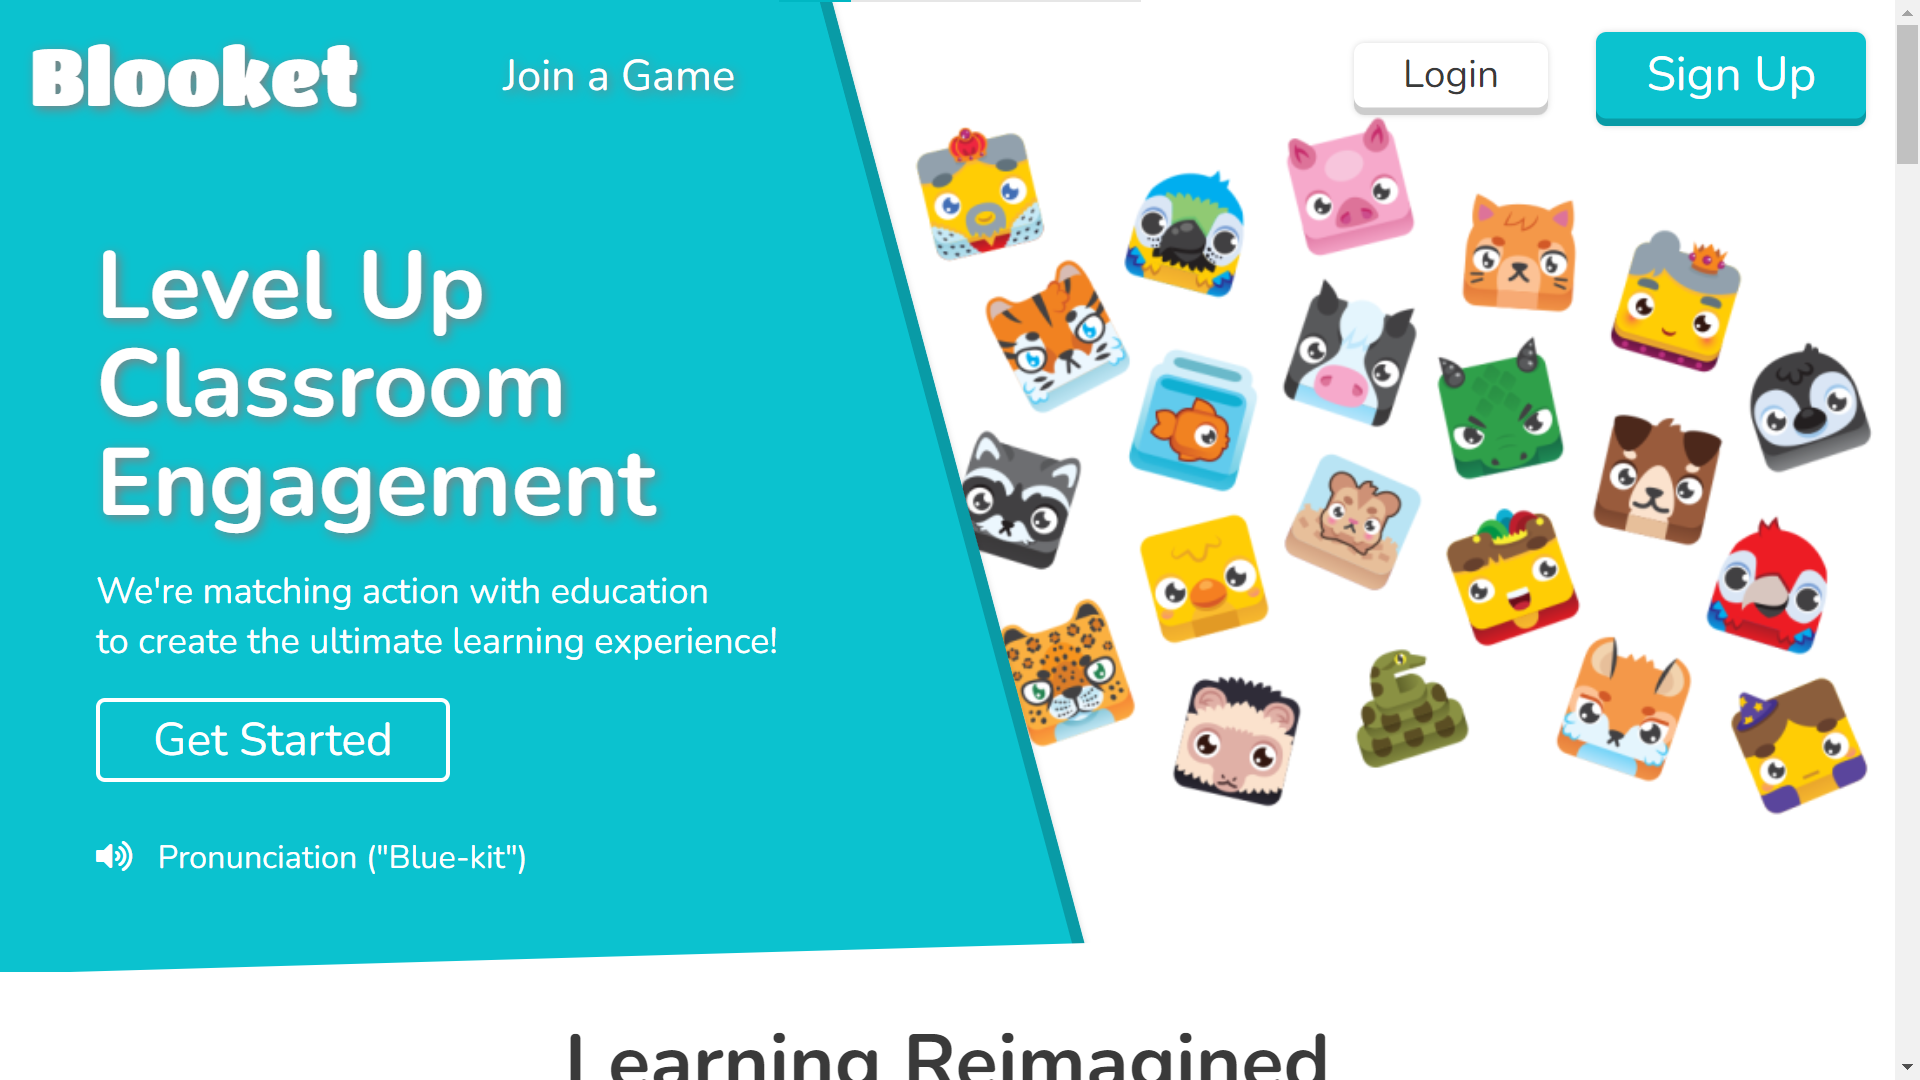 Blooket
Join a Game
Login
Sign Up
Level Up
Classroom
Engagement
We're matching action with education
to create the ultimate learning experience!
Get Started
Pronunciation ("Blue-kit")
Learning Reimagined